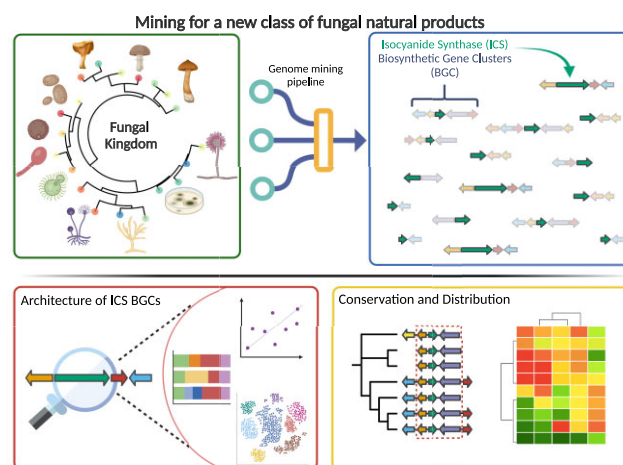 Mining for a new class of fungal natural products
Fungal
Kingdom
Genome mining
pipeline
Isocyanide Synthase (ICS)
Biosynthetic Gene Clusters
(BGC)
Architecture of ICS BGCs
Conservation and Distribution